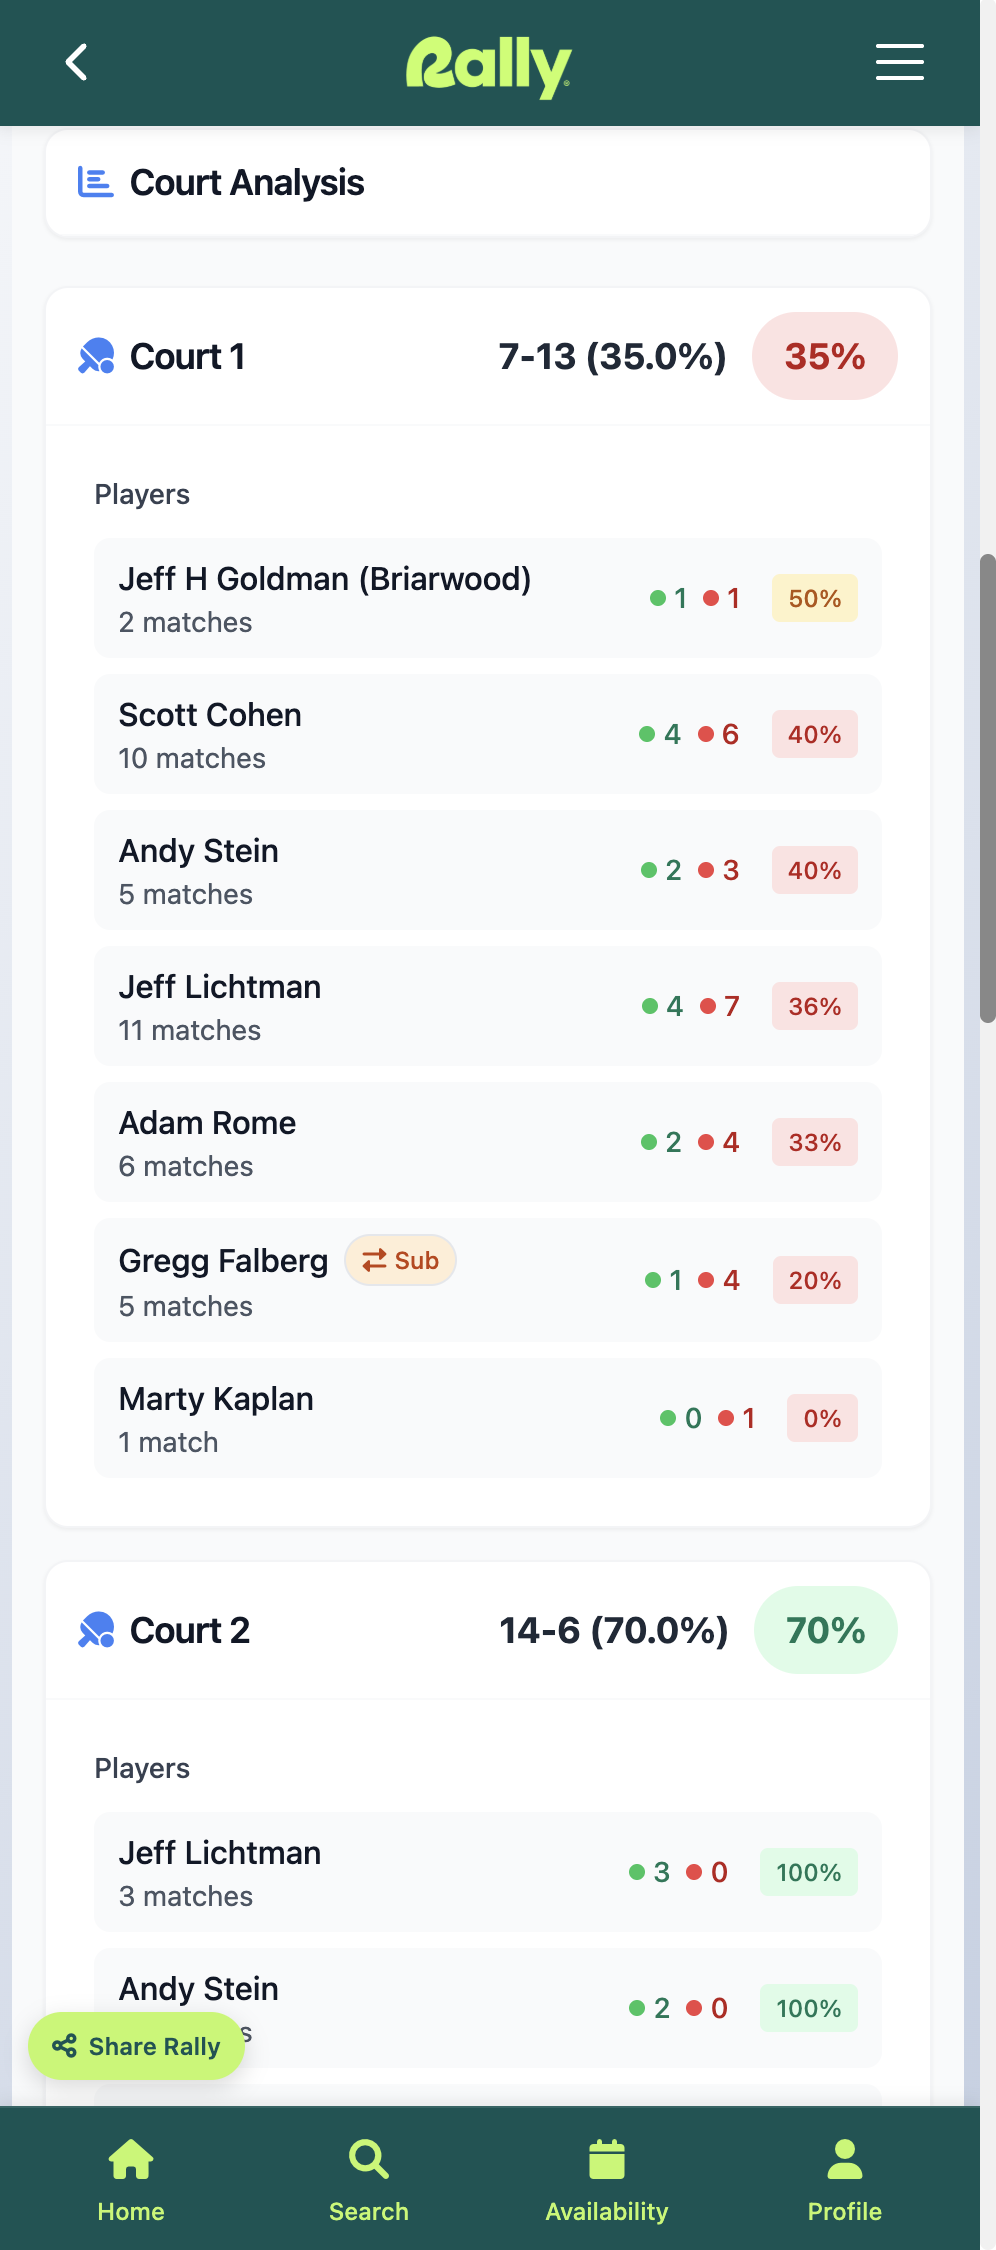 Rally
Court Analysis
Court 1 7-13 (35.0%) 35%
Players
Jeff H Goldman (Briarwood)
2 matches
1 1 50%
Scott Cohen
10 matches
4 6 40%
Andy Stein
5 matches
2 3 40%
Jeff Lichtman
11 matches
4 7 36%
Adam Rome
6 matches
2 4 33%
Gregg Falberg Sub
5 matches
1 4 20%
Marty Kaplan
1 match
0 1 0%
Court 2 14-6 (70.0%) 70%
Players
Jeff Lichtman
3 matches
3 0 100%
Andy Stein
2 0 100%
Share Rally
Home Search Availability Profile